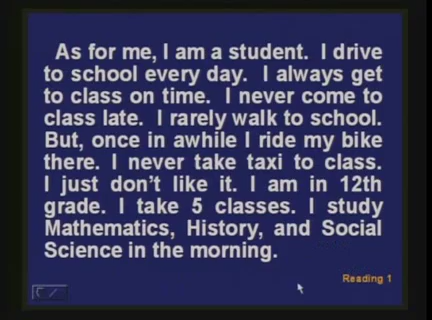 As for me, I am a student. I drive
to school every day. I always get
to class on time. I never come to
class late. I rarely walk to school.
But, once in awhile I ride my bike
there. I never take taxi to class.
I just don't like it. I am in 12th
grade. I take 5 classes. I study
Mathematics, History, and Social
Science in the morning.
Reading 1